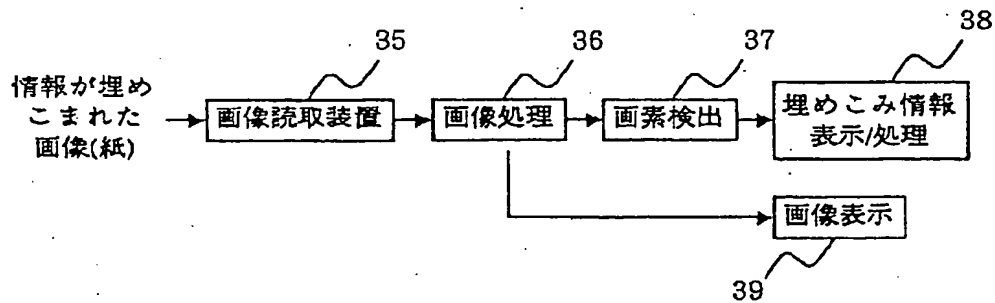 35
36
37
38
情報が埋め
こまれた
画像(紙)
画像読取装置
画像処理
画素検出
埋めこみ情報
表示/処理
画像表示
39